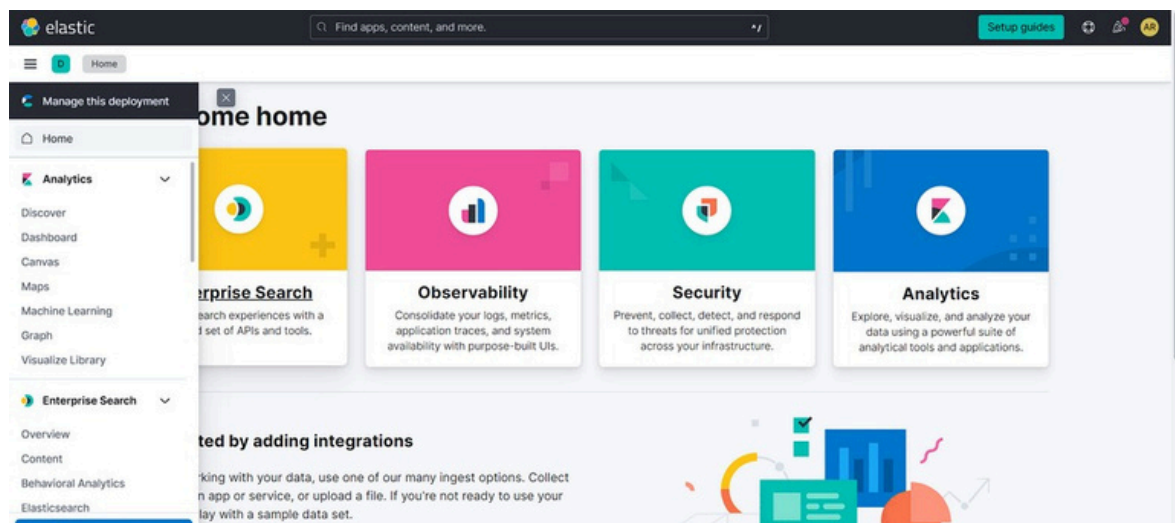 elastic
Find apps, content, and more.
^/
Setup guides
AR
D
Home
Manage this deployment
Home
Analytics
Discover
Dashboard
Canvas
Maps
Machine Learning
Graph
Visualize Library
Enterprise Search
Overview
Content
Behavioral Analytics
Elasticsearch
ome home
erprise Search
earch experiences with a
d set of APIs and tools.
Observability
Consolidate your logs, metrics,
application traces, and system
availability with purpose-built UIs.
Security
Prevent, collect, detect, and respond
to threats for unified protection
across your infrastructure.
Analytics
Explore, visualize, and analyze your
data using a powerful suite of
analytical tools and applications.
ted by adding integrations
rking with your data, use one of our many ingest options. Collect
n app or service, or upload a file. If you're not ready to use your
lay with a sample data set.